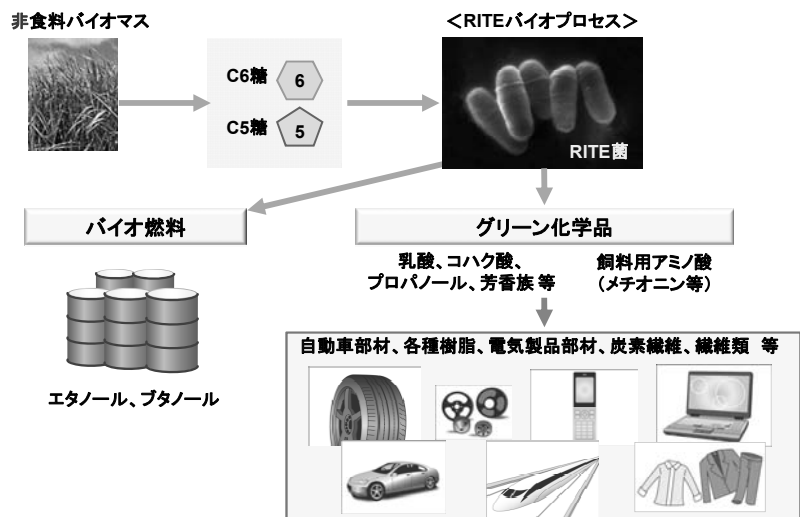 非食料バイオマス
＜RITEバイオプロセス＞
C6糖
6
C5糖
5
RITE菌
バイオ燃料
グリーン化学品
乳酸、コハク酸、
プロパノール、芳香族 等
飼料用アミノ酸
（メチオニン等）
エタノール、ブタノール
自動車部材、各種樹脂、電気製品部材、炭素繊維、繊維類 等